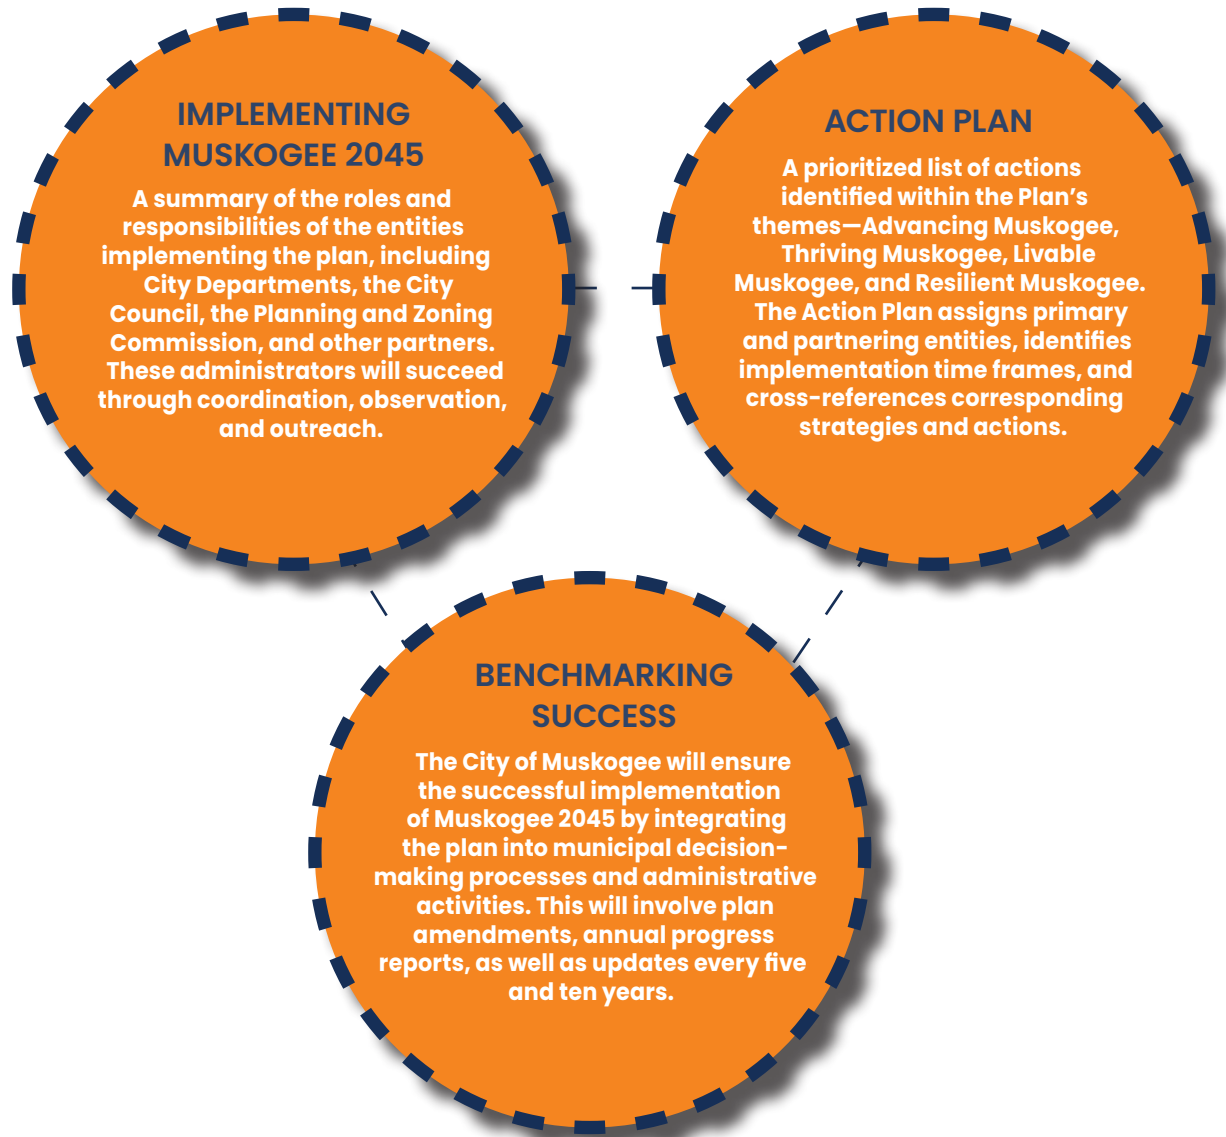 IMPLEMENTING
MUSKOGEE 2045
A summary of the roles and
responsibilities of the entities
implementing the plan, including
City Departments, the City
Council, the Planning and Zoning
Commission, and other partners.
These administrators will succeed
through coordination, observation,
and outreach.
ACTION PLAN
A prioritized list of actions
identified within the Plan’s
themes—Advancing Muskogee,
Thriving Muskogee, Livable
Muskogee, and Resilient Muskogee.
The Action Plan assigns primary
and partnering entities, identifies
implementation time frames, and
cross-references corresponding
strategies and actions.
BENCHMARKING
SUCCESS
The City of Muskogee will ensure
the successful implementation
of Muskogee 2045 by integrating
the plan into municipal decision-
making processes and administrative
activities. This will involve plan
amendments, annual progress
reports, as well as updates every five
and ten years.